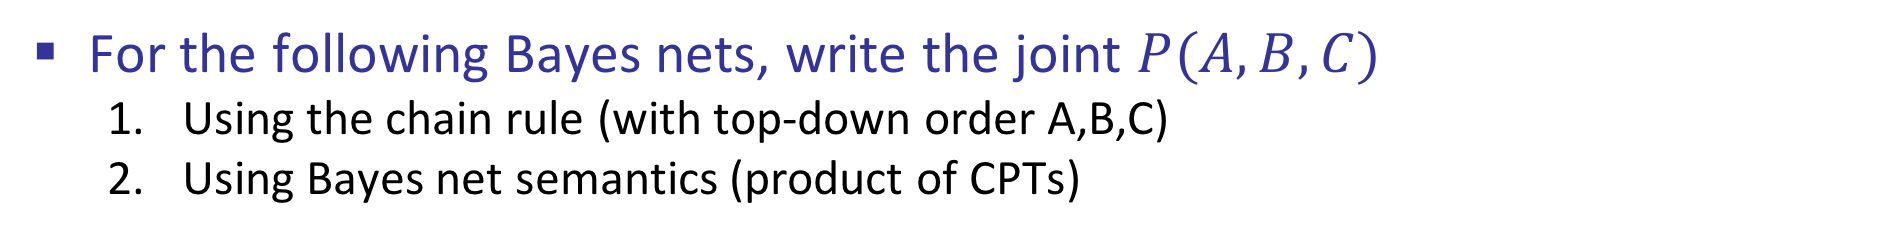 ▪ For the following Bayes nets, write the joint P(A, B, C)
1. Using the chain rule (with top-down order A,B,C)
2. Using Bayes net semantics (product of CPTs)